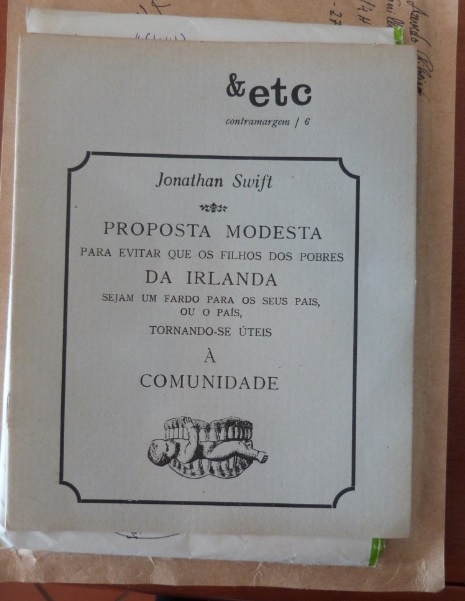 &etc
contramargem / 6
Jonathan Swift
PROPOSTA MODESTA
PARA EVITAR QUE OS FILHOS DOS POBRES
DA IRLANDA
SEJAM UM FARDO PARA OS SEUS PAIS,
OU O PAÍS,
TORNANDO-SE ÚTEIS
À
COMUNIDADE